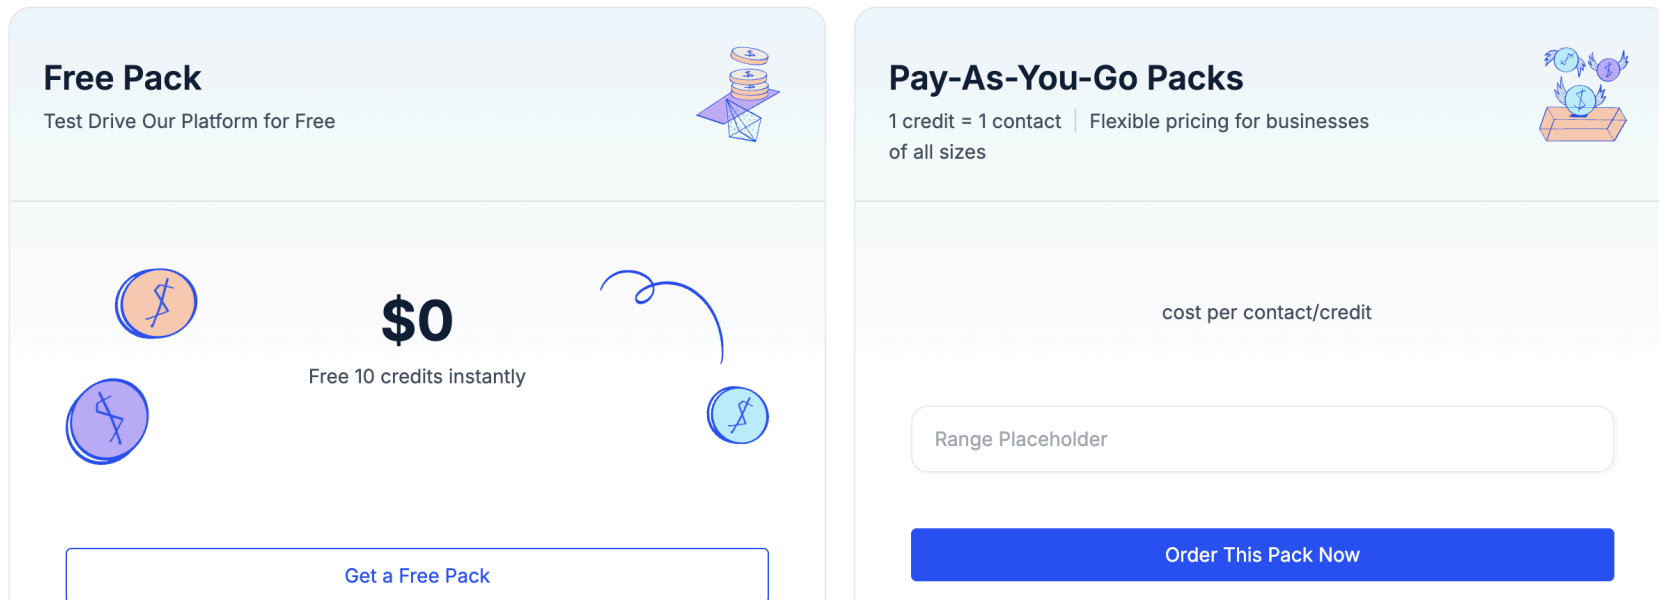 Free Pack
Test Drive Our Platform for Free
$0
Free 10 credits instantly
Get a Free Pack
Pay-As-You-Go Packs
1 credit = 1 contact | Flexible pricing for businesses
of all sizes
cost per contact/credit
Range Placeholder
Order This Pack Now